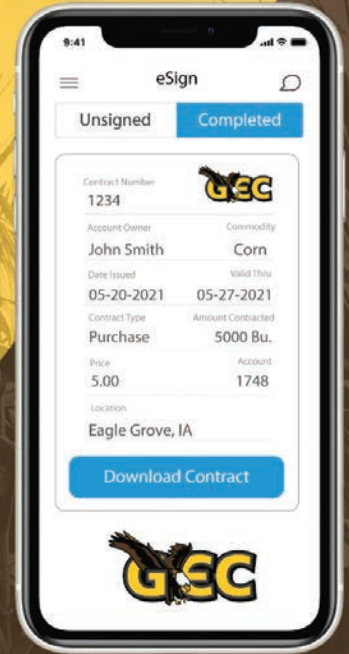 9:41
eSign
Unsigned Completed
Contract Number
1234
GEC
Account Owner Commodity
John Smith Corn
Date Issued Valid Thru
05-20-2021 05-27-2021
Contract Type Amount Contracted
Purchase 5000 Bu.
Price Account
5.00 1748
Location
Eagle Grove, IA
Download Contract
GEC